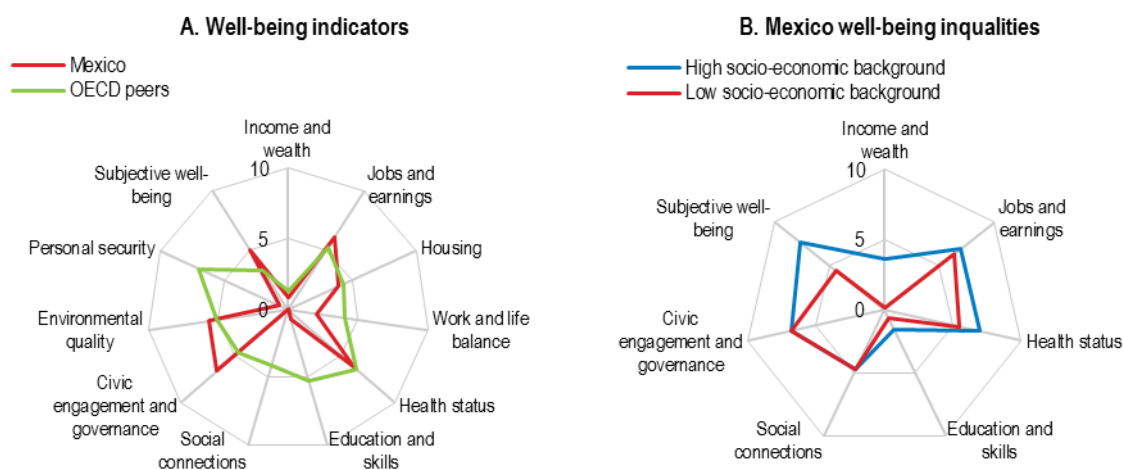 A. Well-being indicators
Mexico
OECD peers
Income and
wealth
10
Jobs and
earnings
Subjective well-
being
5
Personal security
Housing
0
Environmental
quality
Work and life
balance
Civic
engagement and
governance
Health status
Social
connections
Education and
skills
B. Mexico well-being inqualities
High socio-economic background
Low socio-economic background
Income and
wealth
10
Subjective well-
being
Jobs and
earnings
5
0
Civic
engagement and
governance
Health status
Social
connections
Education and
skills